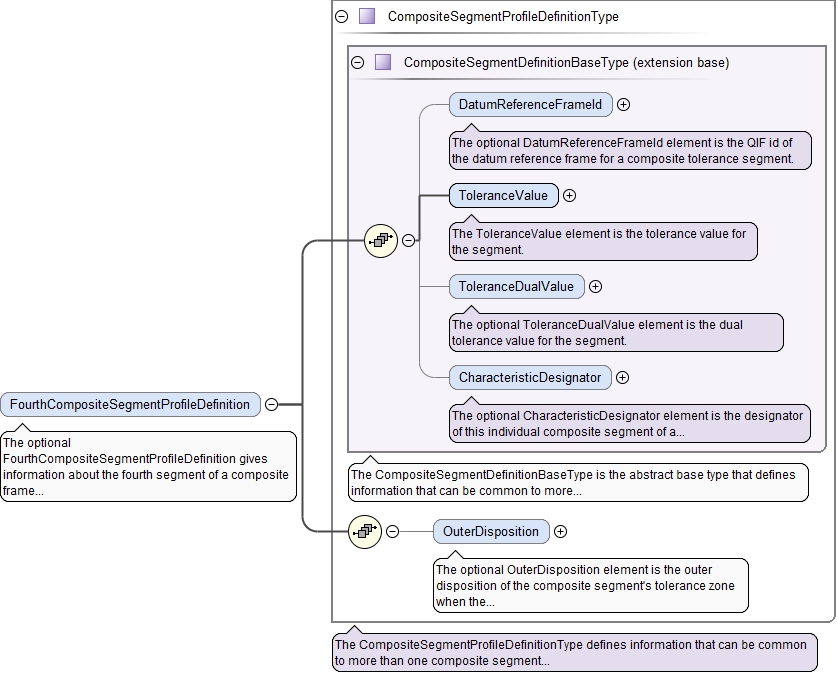 CompositeSegmentProfileDefinitionType
CompositeSegmentDefinitionBaseType (extension base)
DatumReferenceFrameId
The optional DatumReferenceFrameId element is the QIF id of
the datum reference frame for a composite tolerance segment.
ToleranceValue
The ToleranceValue element is the tolerance value for
the segment.
ToleranceDualValue
The optional ToleranceDualValue element is the dual
tolerance value for the segment.
CharacteristicDesignator
The optional CharacteristicDesignator element is the designator
of this individual composite segment of a...
FourthCompositeSegmentProfileDefinition
The optional
FourthCompositeSegmentProfileDefinition gives
information about the fourth segment of a composite
frame...
The CompositeSegmentDefinitionBaseType is the abstract base type that defines
information that can be common to more...
OuterDisposition
The optional OuterDisposition element is the outer
disposition of the composite segment's tolerance zone
when the...
The CompositeSegmentProfileDefinitionType defines information that can be common
to more than one composite segment...